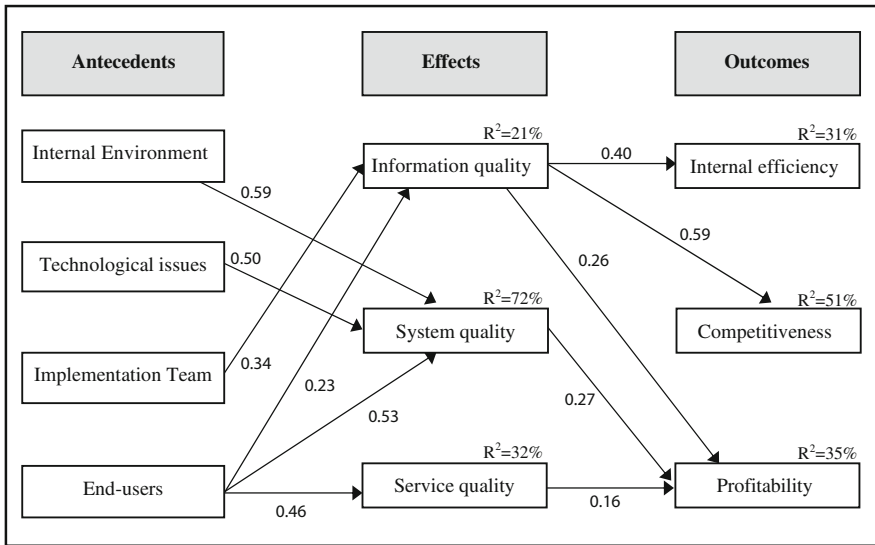 Antecedents
Effects
Outcomes
R²=21%
R²=31%
Internal Environment
Information quality
0.40
Internal efficiency
0.59
0.59
0.26
Technological issues
0.50
R²=72%
R²=51%
System quality
Competitiveness
Implementation Team
0.34
0.23
0.27
0.53
R²=32%
R²=35%
End-users
Service quality
Profitability
0.46
0.16